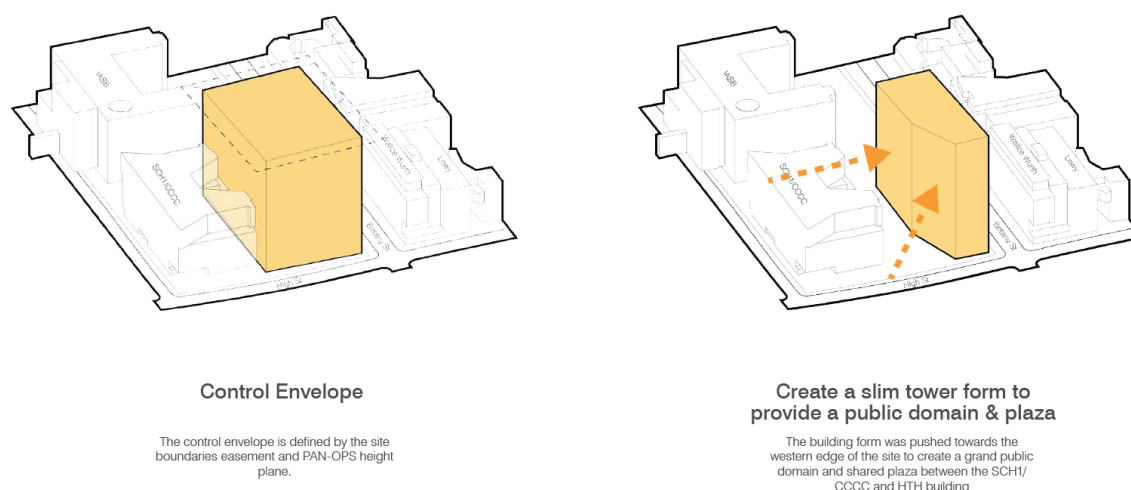 IASB
SCH1/CCCC
Wallace Wurth
Lowy
Botany St
High St
Control Envelope
The control envelope is defined by the site
boundaries easement and PAN-OPS height
plane.
IASB
SCH1/CCCC
Wallace Wurth
Lowy
Botany St
High St
Create a slim tower form to
provide a public domain & plaza
The building form was pushed towards the
western edge of the site to create a grand public
domain and shared plaza between the SCH1/
CCCC and HTH building